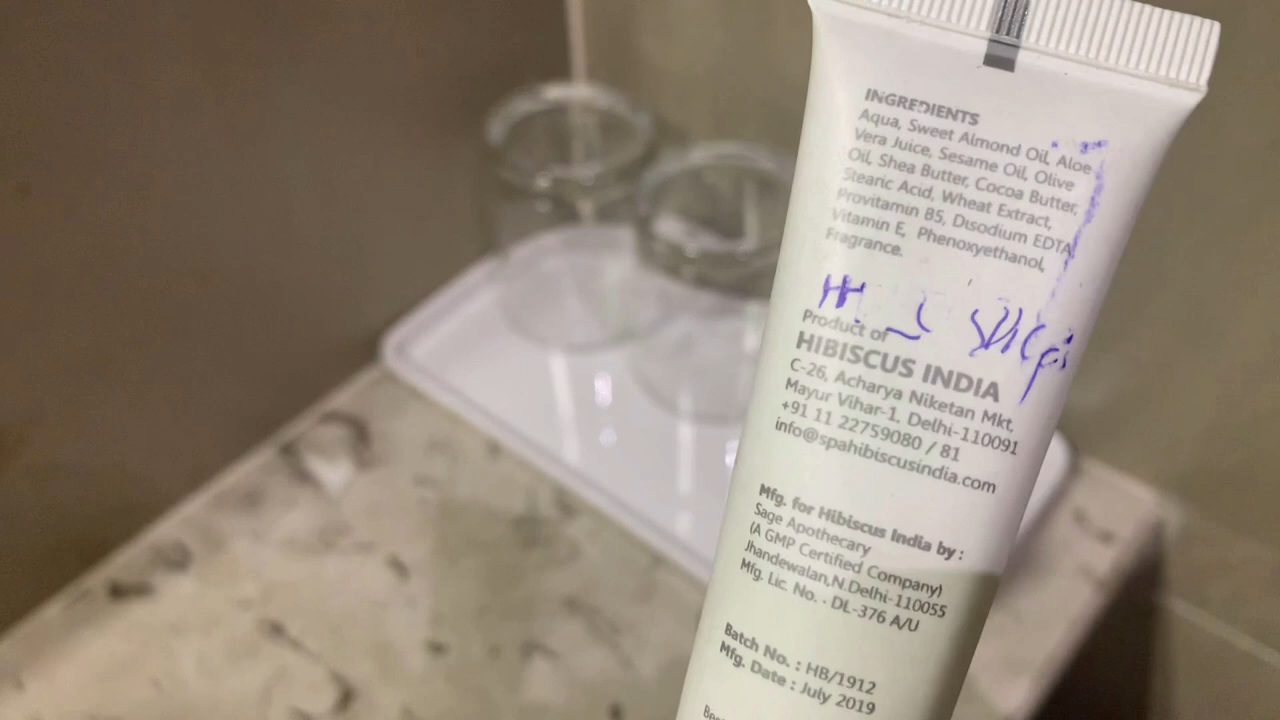 INGREDIENTS
Aqua, Sweet Almond Oil, Aloe
Vera Juice, Sesame Oil, Olive
Oil, Shea Butter, Cocoa Butter,
Stearic Acid, Wheat Extract,
Provitamin B5, Disodium EDTA,
Vitamin E, Phenoxyethanol,
Fragrance.
Product of
HIBISCUS INDIA
C-26, Acharya Niketan Mkt,
Mayur Vihar-1, Delhi-110091
+91 11 22759080 / 81
info@spahibiscusindia.com
Mfg. for Hibiscus India by :
Sage Apothecary
(A GMP Certified Company)
Jhandewalan,N.Delhi-110055
Mfg. Lic. No. - DL-376 A/U
Batch No. : HB/1912
Mfg. Date : July 2019